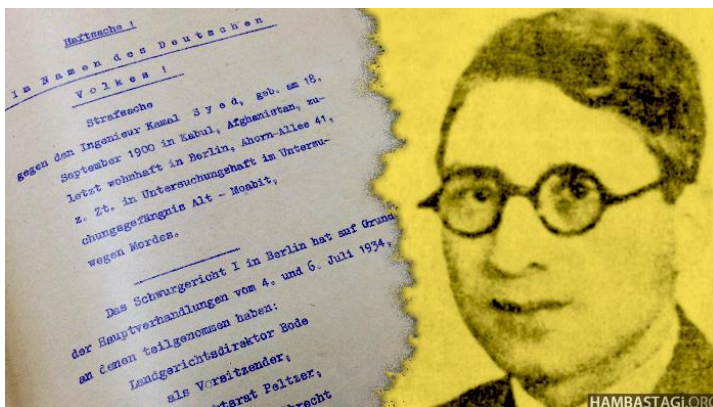 Haftsache !
Im Namen des Deutschen
Volkes !
Strafsache
gegen den Ingenieur Kamal Syed, geb. am 18.
September 1900 in Kabul, Afghanistan, zu-
letzt wohnhaft in Berlin, Ahorn-Allee 41,
z. Zt. in Untersuchungshaft im Untersu-
chungsgefängnis Alt - Moabit,
wegen Mordes.
Das Schwurgericht I in Berlin hat auf Grund
der Hauptverhandlungen vom 4. und 6. Juli 1934,
an denen teilgenommen haben:
Landgerichtsdirektor Bode
als Vorsitzender,
Peltzer,
HAMBASTAGI.ORG